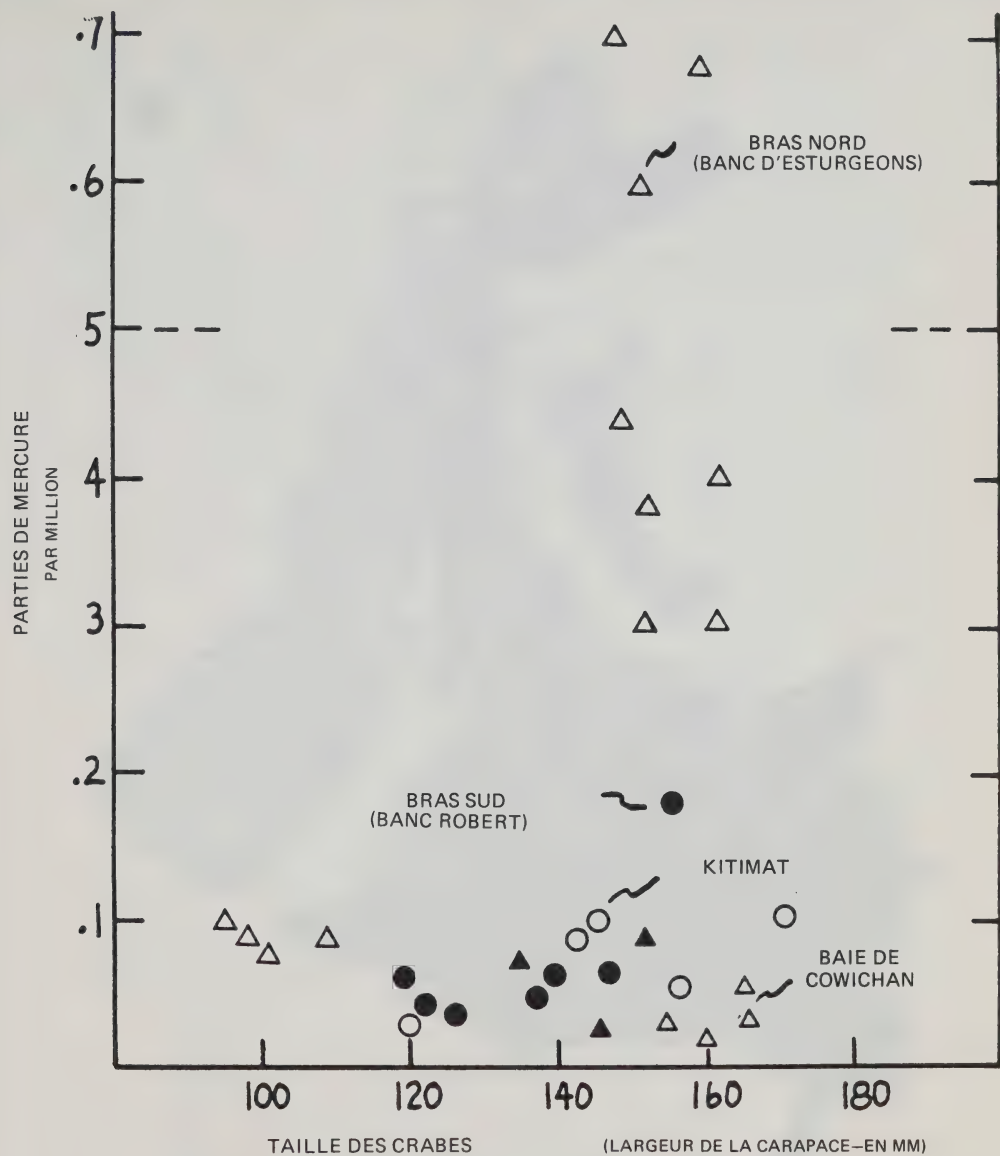 .7
BRAS NORD
(BANC D'ESTURGEONS)
.6
.5
PARTIES DE MERCURE
PAR MILLION
.4
.3
.2
BRAS SUD
(BANC ROBERT)
KITIMAT
.1
BAIE DE
COWICHAN
100 120 140 160 180
TAILLE DES CRABES (LARGEUR DE LA CARAPACE—EN MM)